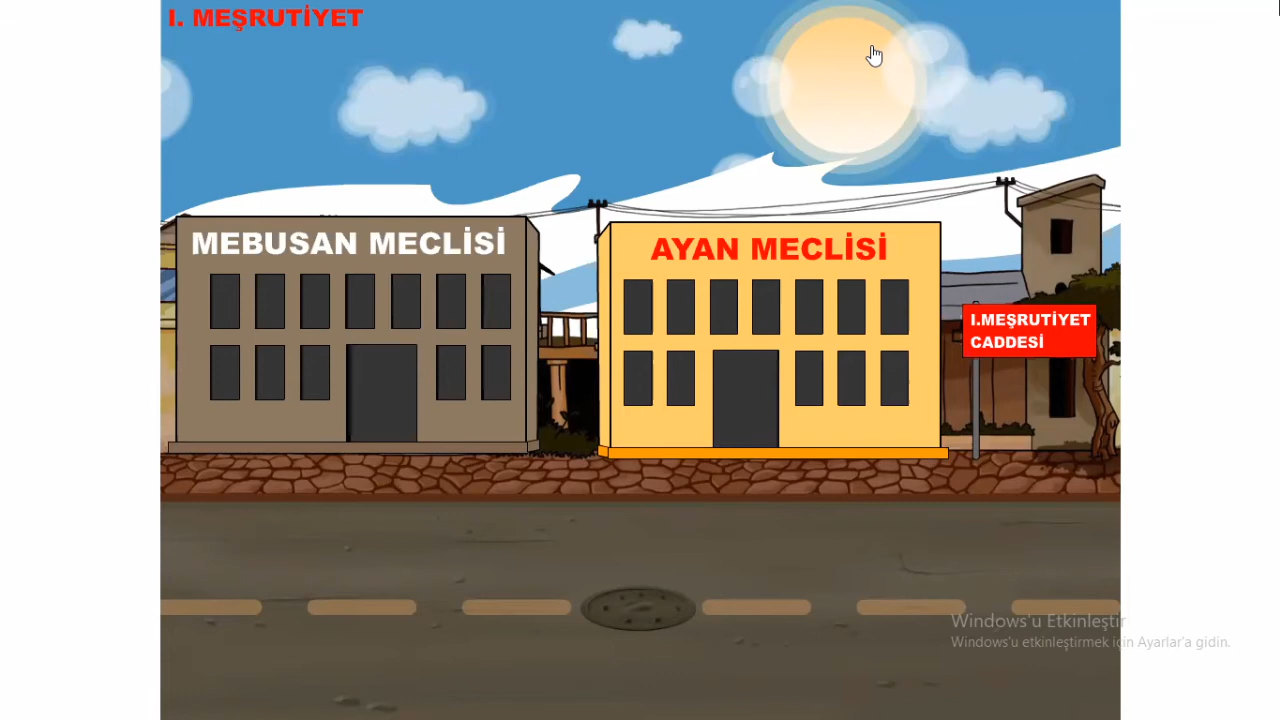 I. MEŞRUTİYET
MEBUSAN MECLİSİ
AYAN MECLİSİ
I.MEŞRUTİYET
CADDESİ
Windows'u Etkinleştir
Windows'u etkinleştirmek için Ayarlar'a gidin.